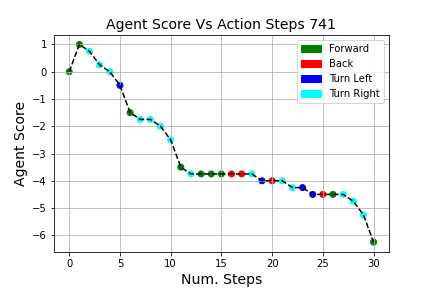 Agent Score Vs Action Steps 741
Agent Score
1
0
−1
−2
−3
−4
−5
−6
Forward
Back
Turn Left
Turn Right
0 5 10 15 20 25 30
Num. Steps